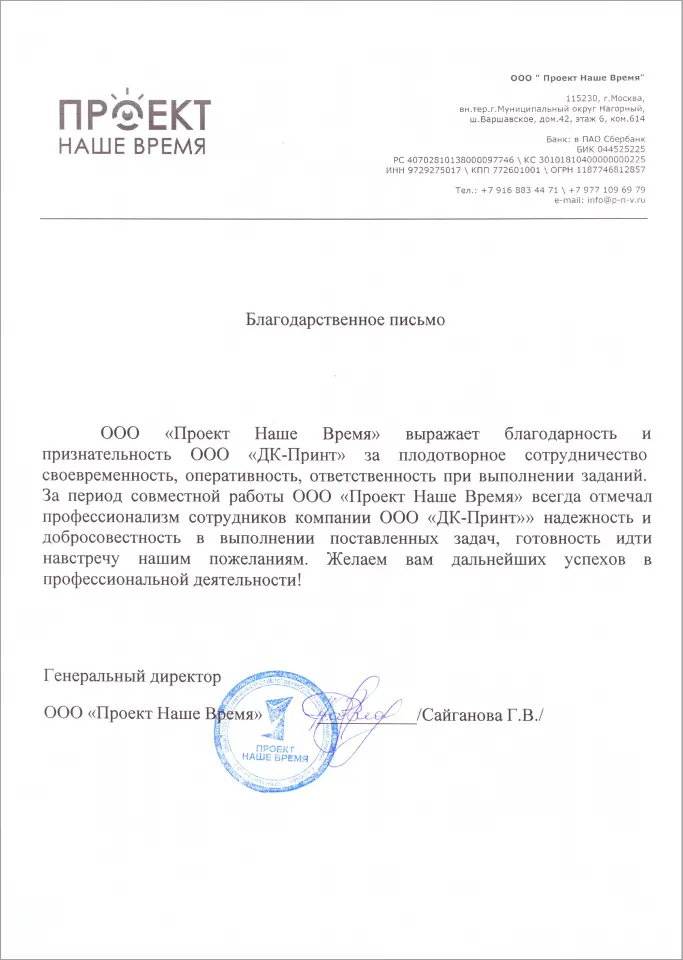 ПРОЕКТ
НАШЕ ВРЕМЯ
ООО " Проект Наше Время"
115230, г.Москва,
вн.тер.г.Муниципальный округ Нагорный,
ш.Варшавское, дом.42, этаж 6, ком.614
Банк: в ПАО Сбербанк
БИК 044525225
РС 40702810138000097746 \ КС 30101810400000000225
ИНН 9729275017 \ КПП 772601001 \ ОГРН 1187746812857
Тел.: +7 916 883 44 71 \ +7 977 109 69 79
e-mail: info@p-n-v.ru
Благодарственное письмо
ООО «Проект Наше Время» выражает благодарность и
признательность ООО «ДК-Принт» за плодотворное сотрудничество
своевременность, оперативность, ответственность при выполнении заданий.
За период совместной работы ООО «Проект Наше Время» всегда отмечал
профессионализм сотрудников компании ООО «ДК-Принт»» надежность и
добросовестность в выполнении поставленных задач, готовность идти
навстречу нашим пожеланиям. Желаем вам дальнейших успехов в
профессиональной деятельности!
Генеральный директор
ООО «Проект Наше Время» ____________/Сайганова Г.В./
ПРОЕКТ
НАШЕ ВРЕМЯ